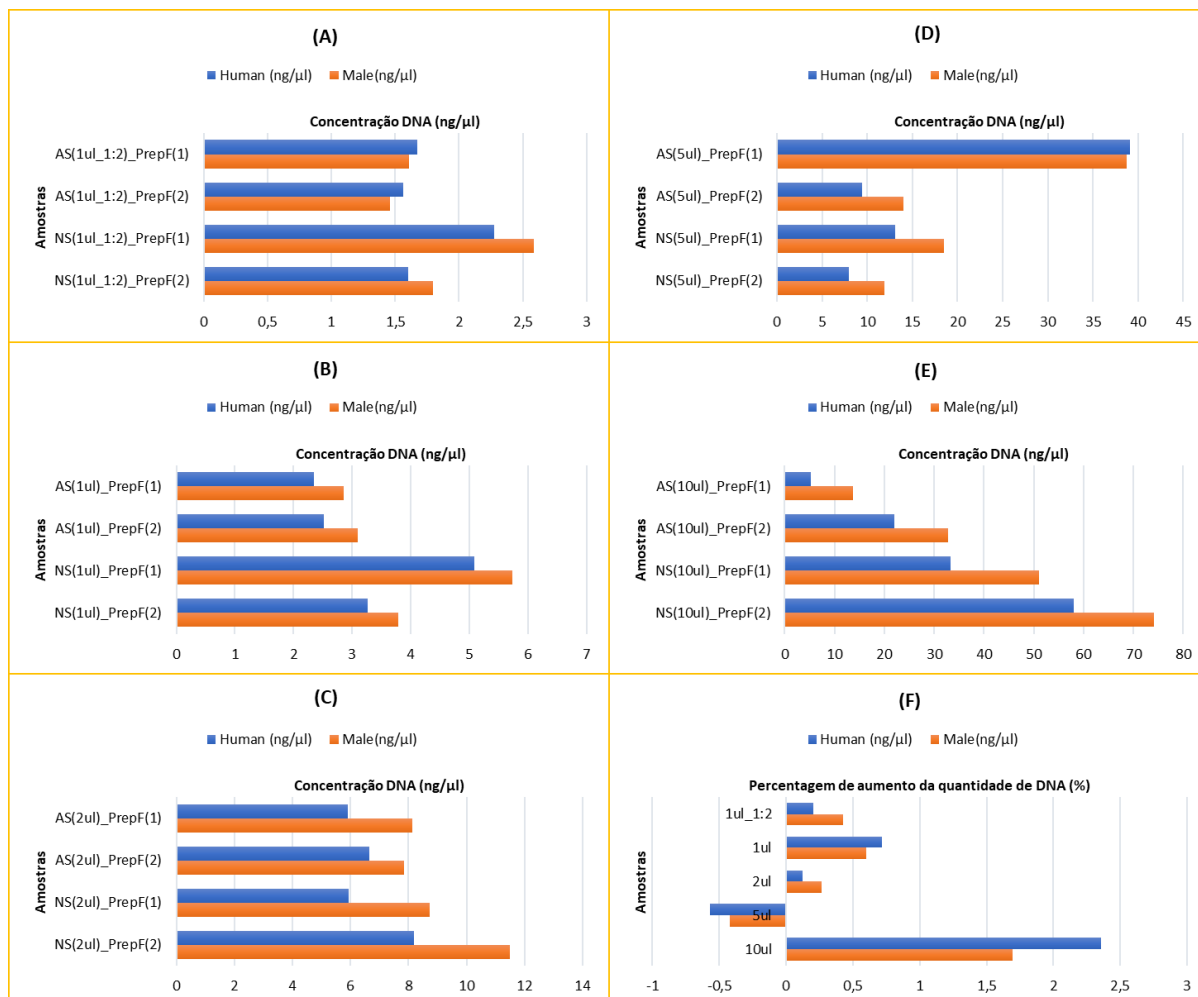 (A)
Human (ng/µl) Male(ng/µl)
Concentração DNA (ng/µl)
Amostras
AS(1ul_1:2)_PrepF(1)
AS(1ul_1:2)_PrepF(2)
NS(1ul_1:2)_PrepF(1)
NS(1ul_1:2)_PrepF(2)
0 0,5 1 1,5 2 2,5 3
(B)
Human (ng/µl) Male(ng/µl)
Concentração DNA (ng/µl)
Amostras
AS(1ul)_PrepF(1)
AS(1ul)_PrepF(2)
NS(1ul)_PrepF(1)
NS(1ul)_PrepF(2)
0 1 2 3 4 5 6 7
(C)
Human (ng/µl) Male(ng/µl)
Concentração DNA (ng/µl)
Amostras
AS(2ul)_PrepF(1)
AS(2ul)_PrepF(2)
NS(2ul)_PrepF(1)
NS(2ul)_PrepF(2)
0 2 4 6 8 10 12 14
(D)
Human (ng/µl) Male(ng/µl)
Concentração DNA (ng/µl)
Amostras
AS(5ul)_PrepF(1)
AS(5ul)_PrepF(2)
NS(5ul)_PrepF(1)
NS(5ul)_PrepF(2)
0 5 10 15 20 25 30 35 40 45
(E)
Human (ng/µl) Male(ng/µl)
Concentração DNA (ng/µl)
Amostras
AS(10ul)_PrepF(1)
AS(10ul)_PrepF(2)
NS(10ul)_PrepF(1)
NS(10ul)_PrepF(2)
0 10 20 30 40 50 60 70 80
(F)
Human (ng/µl) Male(ng/µl)
Percentagem de aumento da quantidade de DNA (%)
Amostras
1ul_1:2
1ul
2ul
5ul
10ul
-1 -0,5 0 0,5 1 1,5 2 2,5 3